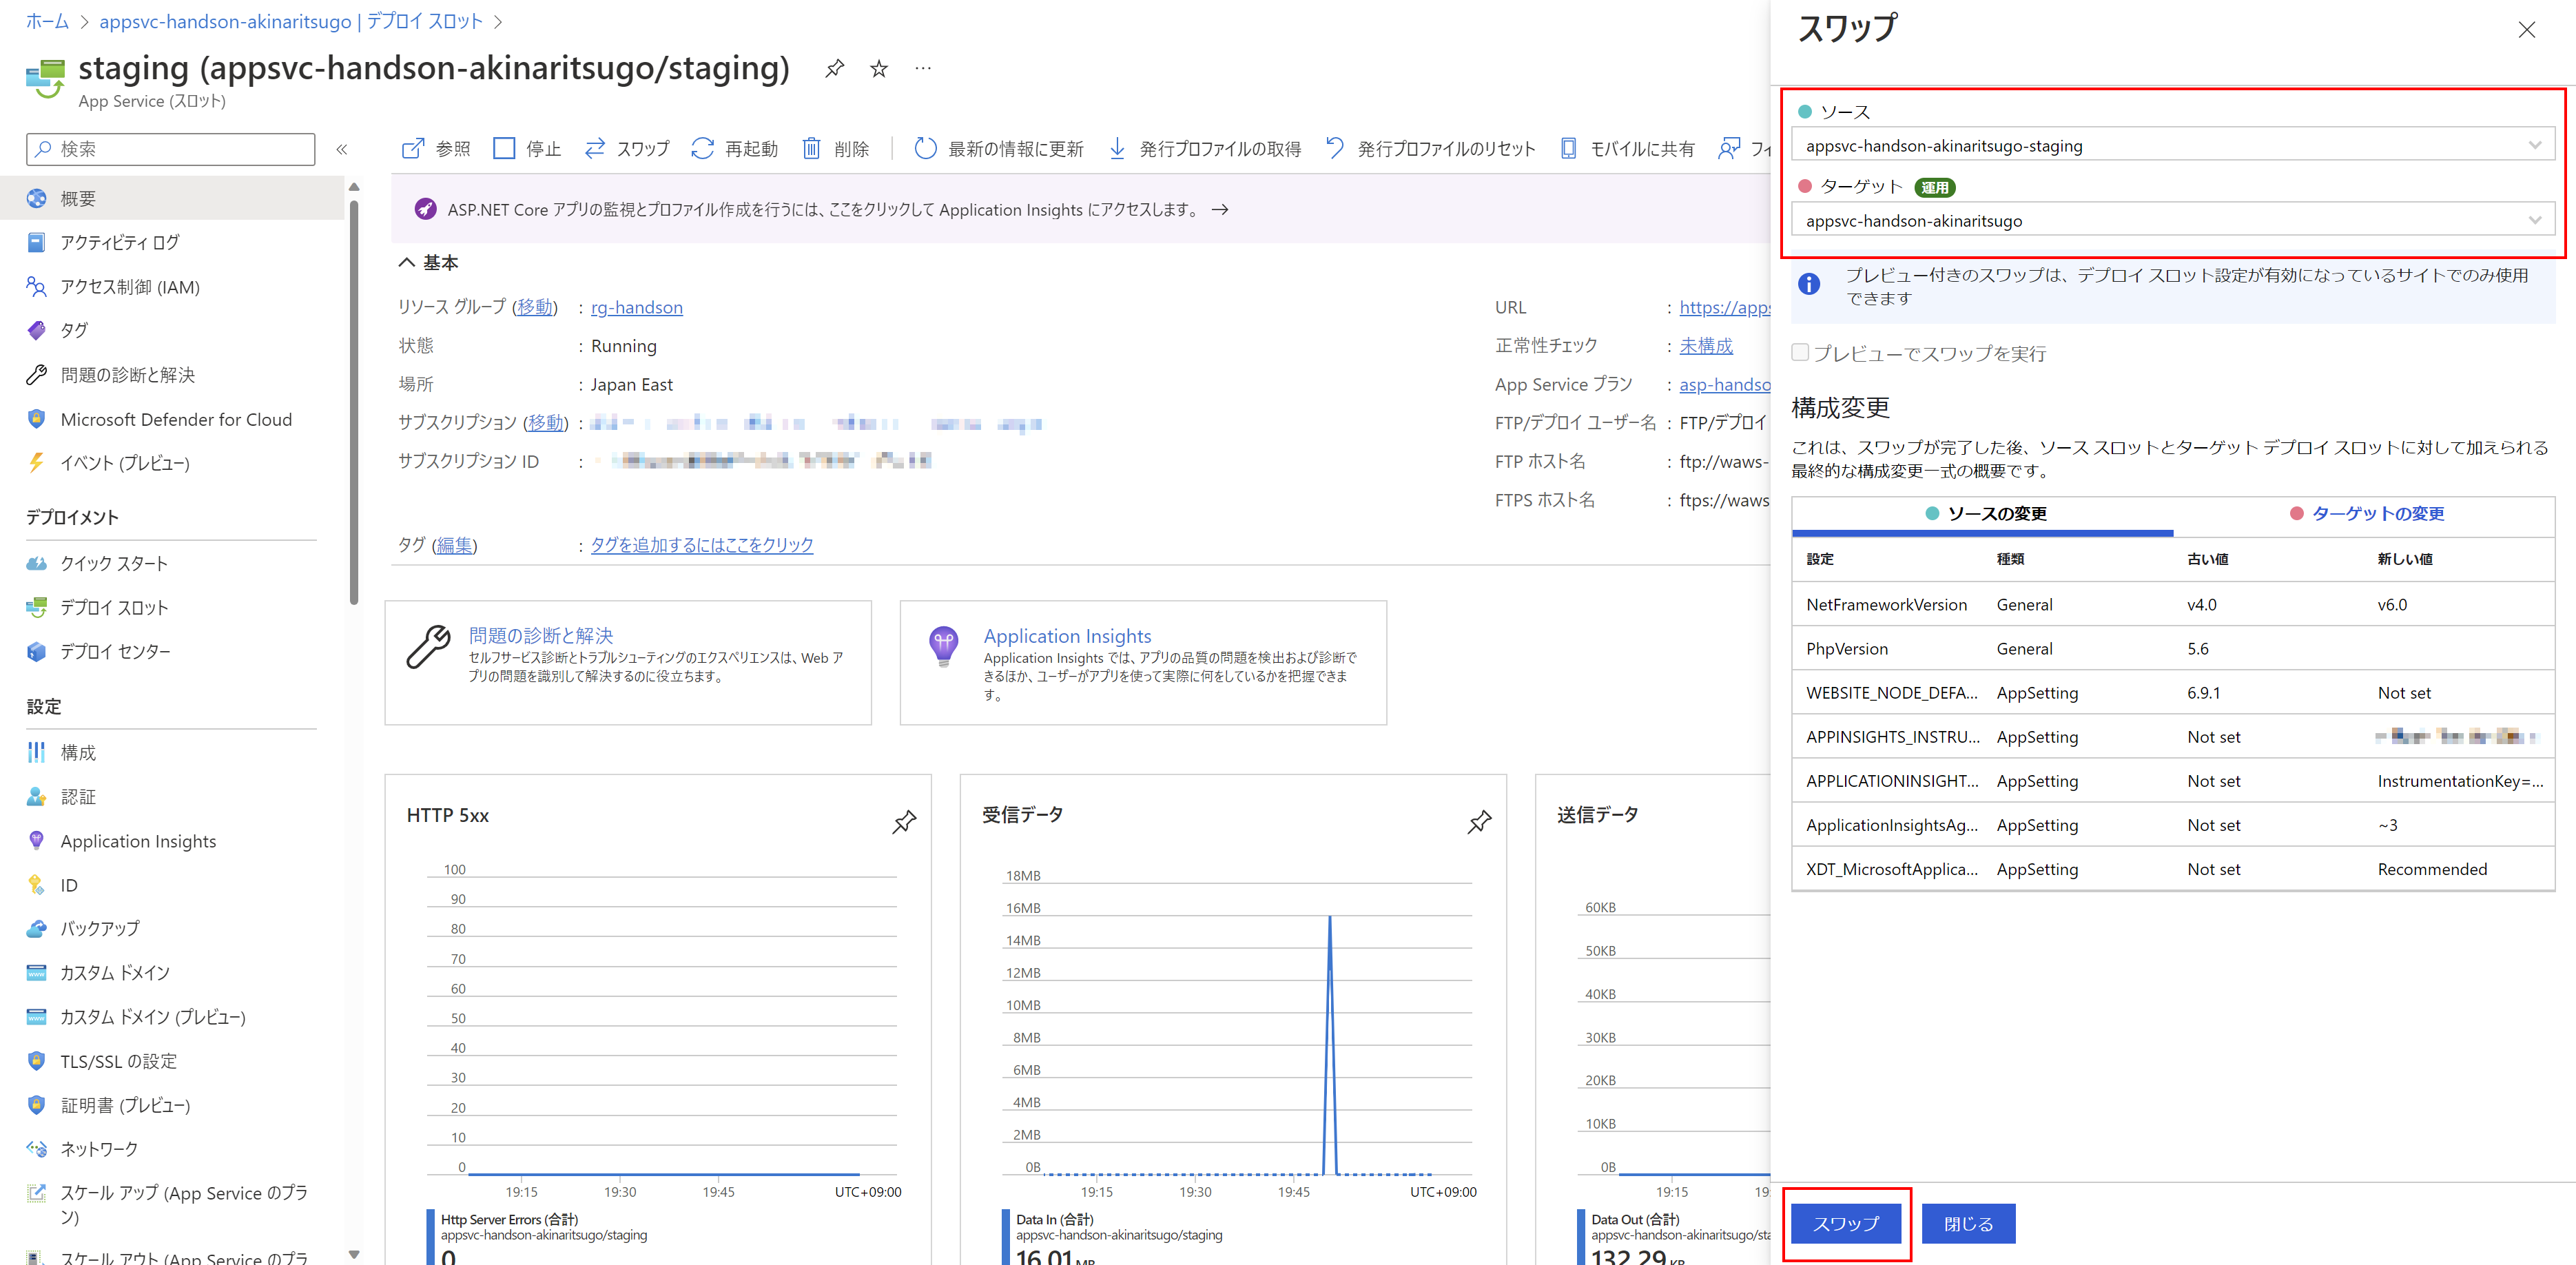 ホーム > appsvc-handson-akinaritsugo | デプロイ スロット >
staging (appsvc-handson-akinaritsugo/staging)
App Service (スロット)
検索
概要
アクティビティ ログ
アクセス制御 (IAM)
タグ
問題の診断と解決
Microsoft Defender for Cloud
イベント (プレビュー)
デプロイメント
クイック スタート
デプロイ スロット
デプロイ センター
設定
構成
認証
Application Insights
ID
バックアップ
カスタム ドメイン
カスタム ドメイン (プレビュー)
TLS/SSL の設定
証明書 (プレビュー)
ネットワーク
スケール アップ (App Service のプラ
ン)
スケール アウト (App Service のプラ
参照 停止 スワップ 再起動 削除 最新の情報に更新 発行プロファイルの取得 発行プロファイルのリセット モバイルに共有 フィ
ASP.NET Core アプリの監視とプロファイル作成を行うには、ここをクリックして Application Insights にアクセスします。 →
基本
リソース グループ (移動) : rg-handson
状態 : Running
場所 : Japan East
サブスクリプション (移動) :
サブスクリプション ID :
タグ (編集) : タグを追加するにはここをクリック
URL : https://apps
正常性チェック : 未構成
App Service プラン : asp-handso
FTP/デプロイ ユーザー名 : FTP/デプロイ
FTP ホスト名 : ftp://waws-
FTPS ホスト名 : ftps://waws
問題の診断と解決
セルフサービス診断とトラブルシューティングのエクスペリエンスは、Web ア
プリの問題を識別して解決するのに役立ちます。
Application Insights
Application Insights では、アプリの品質の問題を検出および診断で
きるほか、ユーザーがアプリを使って実際に何をしているかを把握できま
す。
HTTP 5xx
100
90
80
70
60
50
40
30
20
10
0
19:15 19:30 19:45 UTC+09:00
Http Server Errors (合計)
appsvc-handson-akinaritsugo/staging
0
受信データ
18MB
16MB
14MB
12MB
10MB
8MB
6MB
4MB
2MB
0B
19:15 19:30 19:45 UTC+09:00
Data In (合計)
appsvc-handson-akinaritsugo/staging
16.01 MB
送信データ
60KB
50KB
40KB
30KB
20KB
10KB
0B
19:15 19:
Data Out (合計)
appsvc-handson-akinaritsugo/sta
132.29 KB
スワップ
ソース
appsvc-handson-akinaritsugo-staging
ターゲット 運用
appsvc-handson-akinaritsugo
プレビュー付きのスワップは、デプロイ スロット設定が有効になっているサイトでのみ使用
できます
プレビューでスワップを実行
構成変更
これは、スワップが完了した後、ソース スロットとターゲット デプロイ スロットに対して加えられる
最終的な構成変更一式の概要です。
ソースの変更 ターゲットの変更
設定 種類 古い値 新しい値
NetFrameworkVersion General v4.0 v6.0
PhpVersion General 5.6
WEBSITE_NODE_DEFA... AppSetting 6.9.1 Not set
APPINSIGHTS_INSTRU... AppSetting Not set
APPLICATIONINSIGHT... AppSetting Not set InstrumentationKey=...
ApplicationInsightsAg... AppSetting Not set ~3
XDT_MicrosoftApplica... AppSetting Not set Recommended
スワップ 閉じる